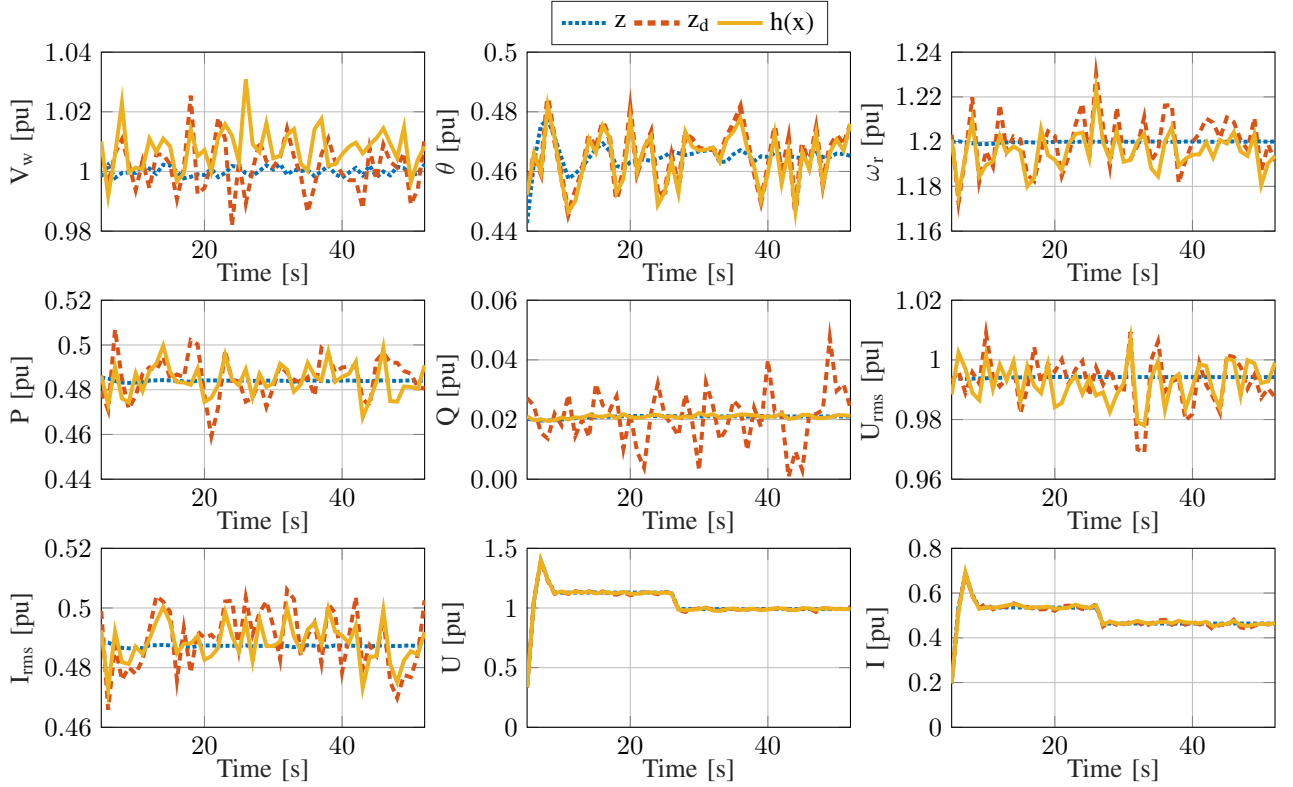 z z_d h(x)
1.04
1.02
1
0.98
V_w [pu]
20 40
Time [s]
0.5
0.48
0.46
0.44
θ [pu]
20 40
Time [s]
1.24
1.22
1.20
1.18
1.16
ω_r [pu]
20 40
Time [s]
0.52
0.5
0.48
0.46
0.44
P [pu]
20 40
Time [s]
0.06
0.04
0.02
0.00
Q [pu]
20 40
Time [s]
1.02
1
0.98
0.96
U_rms [pu]
20 40
Time [s]
0.52
0.5
0.48
0.46
I_rms [pu]
20 40
Time [s]
1.5
1
0.5
0
U [pu]
20 40
Time [s]
0.8
0.6
0.4
0.2
0
I [pu]
20 40
Time [s]